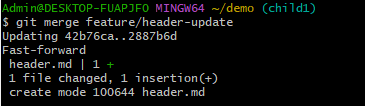 Admin@DESKTOP-FUAPJFO MINGW64 ~/demo (child1)
$ git merge feature/header-update
Updating 42b76ca..2887b6d
Fast-forward
 header.md | 1 +
 1 file changed, 1 insertion(+)
 create mode 100644 header.md